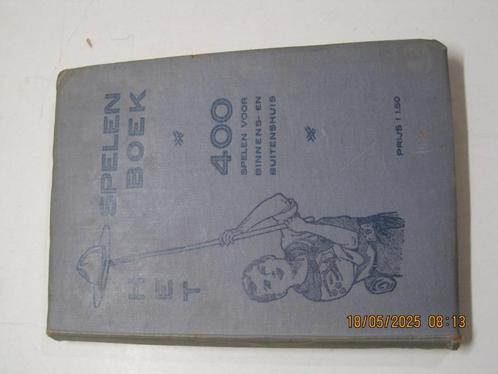 HET
SPELEN
BOEK
400
SPELEN VOOR
BINNENS- EN
BUITENSHUIS
PRIJS f 1.50
18/05/2025 08:13